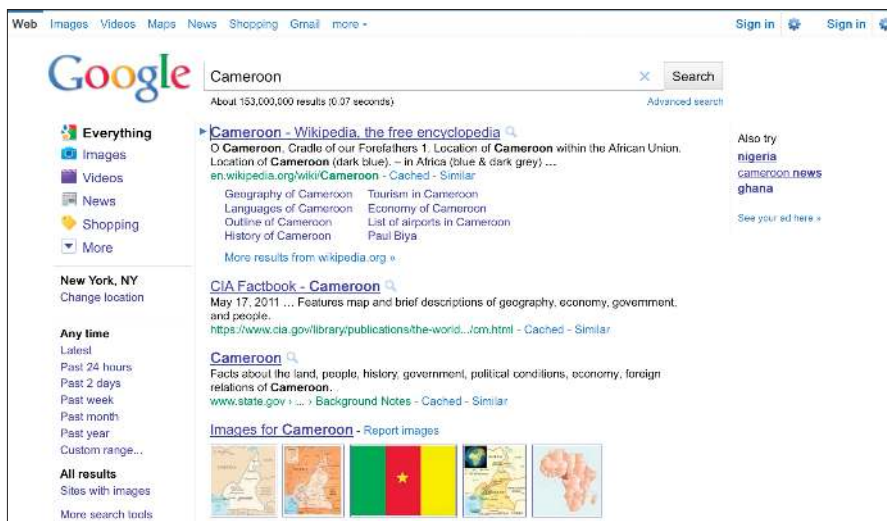 Web Images Videos Maps News Shopping Gmail more Sign in Sign in
Google
Cameroon
Search
About 153,000,000 results (0.07 seconds)
Advanced search
Everything
Images
Videos
News
Shopping
More
New York, NY
Change location
Any time
Latest
Past 24 hours
Past 2 days
Past week
Past month
Past year
Custom range...
All results
Sites with images
More search tools
Cameroon - Wikipedia, the free encyclopedia
O Cameroon, Cradle of our Forefathers 1. Location of Cameroon within the African Union.
Location of Cameroon (dark blue). – in Africa (blue & dark grey) ...
en.wikipedia.org/wiki/Cameroon - Cached - Similar
Geography of Cameroon Tourism in Cameroon
Languages of Cameroon Economy of Cameroon
Outline of Cameroon List of airports in Cameroon
History of Cameroon Paul Biya
More results from wikipedia.org »
CIA Factbook - Cameroon
May 17, 2011 ... Features map and brief descriptions of geography, economy, government,
and people.
https://www.cia.gov/library/publications/the-world.../cm.html - Cached - Similar
Cameroon
Facts about the land, people, history, government, political conditions, economy, foreign
relations of Cameroon.
www.state.gov › ... › Background Notes - Cached - Similar
Images for Cameroon - Report images
Also try
nigeria
cameroon news
ghana
See your ad here »